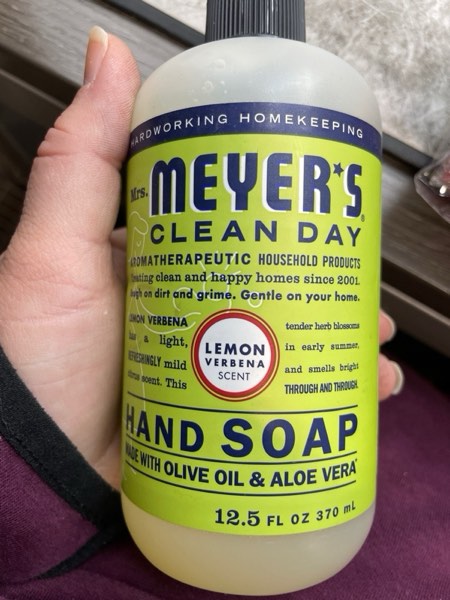 HARDWORKING HOMEKEEPING
Mrs. MEYER'S
CLEAN DAY
AROMATHERAPEUTIC HOUSEHOLD PRODUCTS
clean and happy homes since 2001.
on dirt and grime. Gentle on your home.
LEMON VERBENA
has a light,
REFRESHINGLY mild
citrus scent. This
LEMON
VERBENA
SCENT
tender herb blossoms
in early summer,
and smells bright
THROUGH AND THROUGH.
HAND SOAP
MADE WITH OLIVE OIL & ALOE VERA*
12.5 FL OZ 370 mL